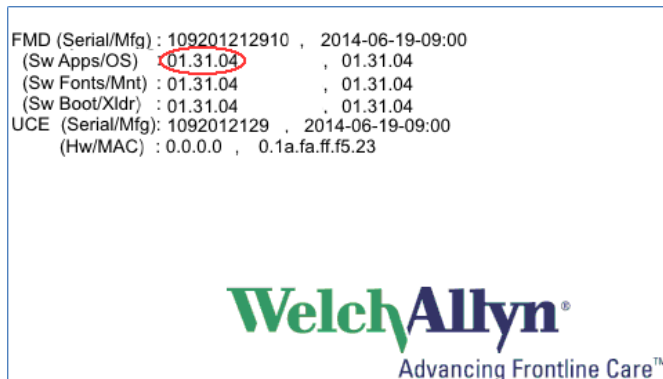 FMD (Serial/Mfg) : 109201212910 , 2014-06-19-09:00
(Sw Apps/OS) : 01.31.04 , 01.31.04
(Sw Fonts/Mnt) : 01.31.04 , 01.31.04
(Sw Boot/Xldr) : 01.31.04 , 01.31.04
UCE (Serial/Mfg): 1092012129 , 2014-06-19-09:00
(Hw/MAC) : 0.0.0.0 , 0.1a.fa.ff.f5.23
WelchAllyn®
Advancing Frontline Care™